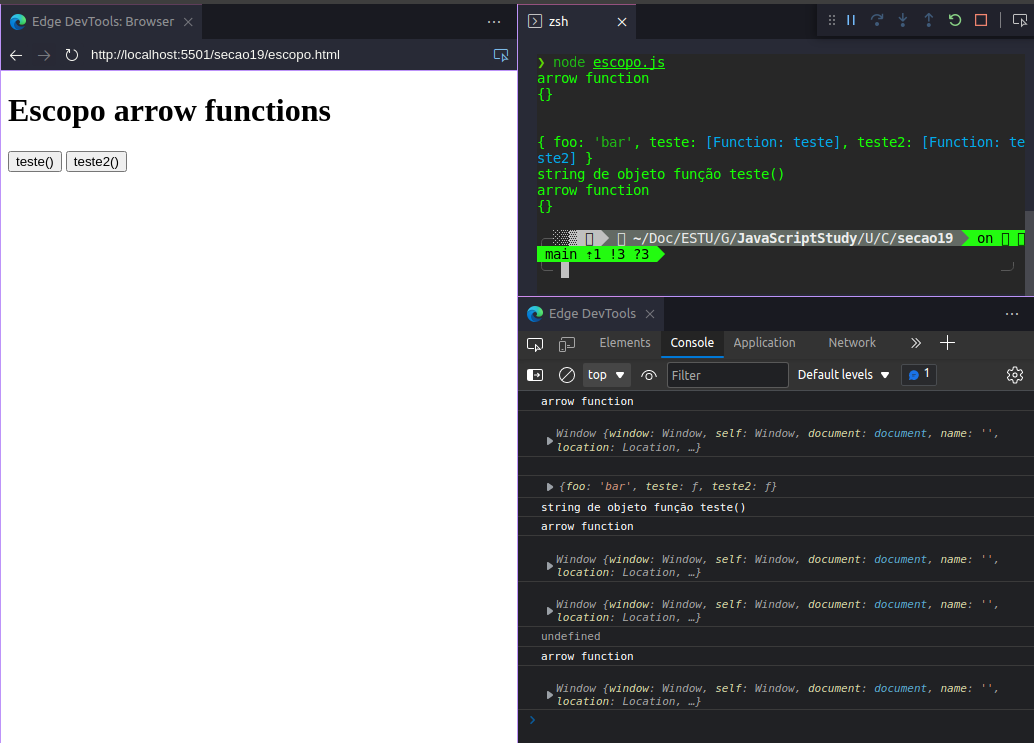 Edge DevTools: Browser
http://localhost:5501/secao19/escopo.html
Escopo arrow functions
teste() teste2()
zsh
❯ node escopo.js
arrow function
{}
{ foo: 'bar', teste: [Function: teste], teste2: [Function: te
ste2] }
string de objeto função teste()
arrow function
{}
~/Doc/ESTU/G/JavaScriptStudy/U/C/secao19 on
main ↑1 !3 ?3
Edge DevTools
Elements Console Application Network
top Filter Default levels 1
arrow function
Window {window: Window, self: Window, document: document, name: '',
location: Location, …}
{foo: 'bar', teste: ƒ, teste2: ƒ}
string de objeto função teste()
arrow function
Window {window: Window, self: Window, document: document, name: '',
location: Location, …}
Window {window: Window, self: Window, document: document, name: '',
location: Location, …}
undefined
arrow function
Window {window: Window, self: Window, document: document, name: '',
location: Location, …}